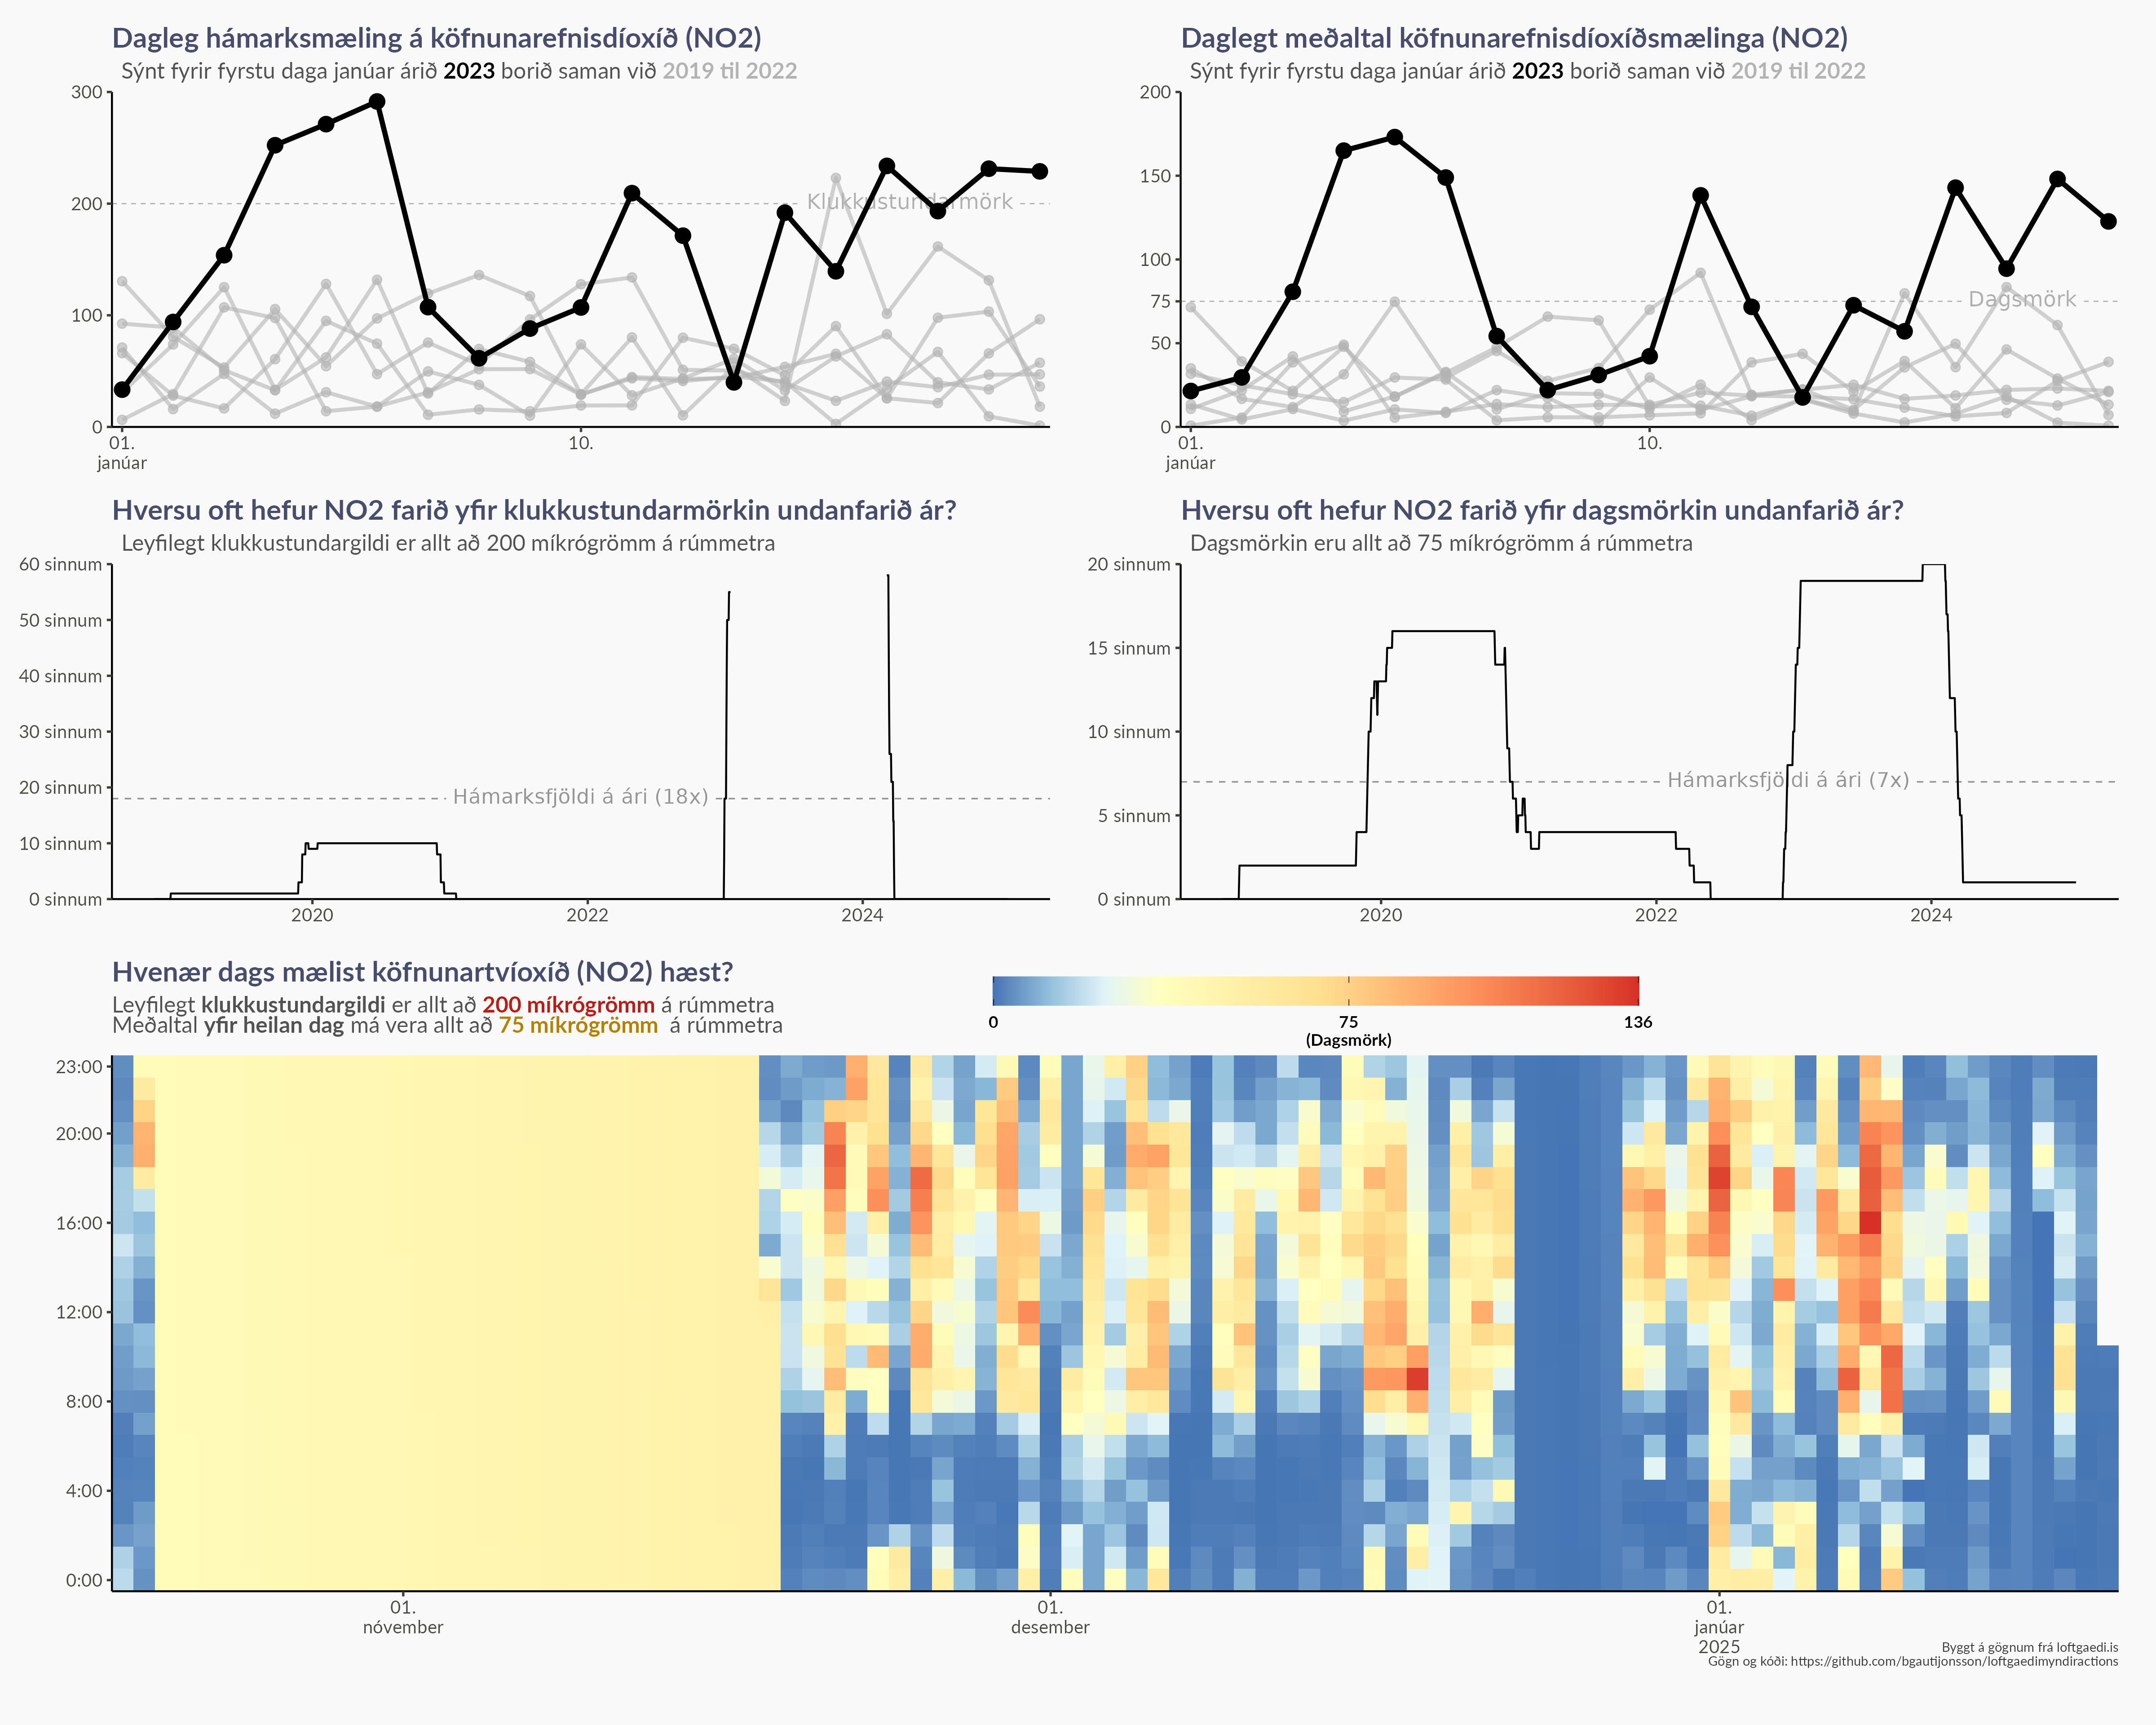 Dagleg hámarksmæling á köfnunarefnisdíoxíð (NO2)
Sýnt fyrir fyrstu daga janúar árið 2023 borið saman við 2019 til 2022
300
200
100
0
Klukkustundarmörk
01.
janúar
10.
Daglegt meðaltal köfnunarefnisdíoxíðsmælinga (NO2)
Sýnt fyrir fyrstu daga janúar árið 2023 borið saman við 2019 til 2022
200
150
100
75
50
0
Dagsmörk
01.
janúar
10.
Hversu oft hefur NO2 farið yfir klukkustundarmörkin undanfarið ár?
Leyfilegt klukkustundargildi er allt að 200 míkrógrömm á rúmmetra
60 sinnum
50 sinnum
40 sinnum
30 sinnum
20 sinnum
10 sinnum
0 sinnum
Hámarksfjöldi á ári (18x)
2020
2022
2024
Hversu oft hefur NO2 farið yfir dagsmörkin undanfarið ár?
Dagsmörkin eru allt að 75 míkrógrömm á rúmmetra
20 sinnum
15 sinnum
10 sinnum
5 sinnum
0 sinnum
Hámarksfjöldi á ári (7x)
2020
2022
2024
Hvenær dags mælist köfnunartvíoxíð (NO2) hæst?
Leyfilegt klukkustundargildi er allt að 200 míkrógrömm á rúmmetra
Meðaltal yfir heilan dag má vera allt að 75 míkrógrömm á rúmmetra
0
75
(Dagsmörk)
136
23:00
20:00
16:00
12:00
8:00
4:00
0:00
01.
nóvember
01.
desember
01.
janúar
2025
Byggt á gögnum frá loftgaedi.is
Gögn og kóði: https://github.com/bgautijonsson/loftgaedimyndiractions